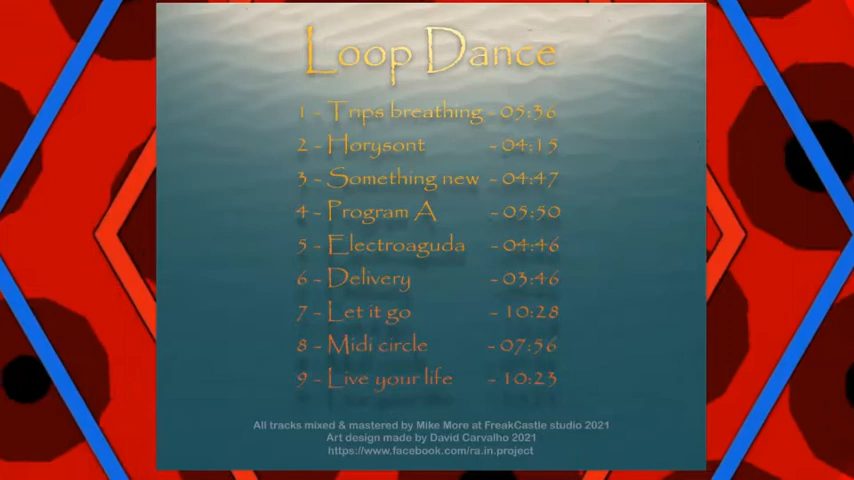 Loop Dance
1 - Trips breathing - 05:36
2 - Horysont - 04:15
3 - Something new - 04:47
4 - Program A - 05:50
5 - Electroaguda - 04:46
6 - Delivery - 03:46
7 - Let it go - 10:28
8 - Midi circle - 07:56
9 - Live your life - 10:23
All tracks mixed & mastered by Mike More at FreakCastle studio 2021
Art design made by David Carvalho 2021
https://www.facebook.com/ra.in.project